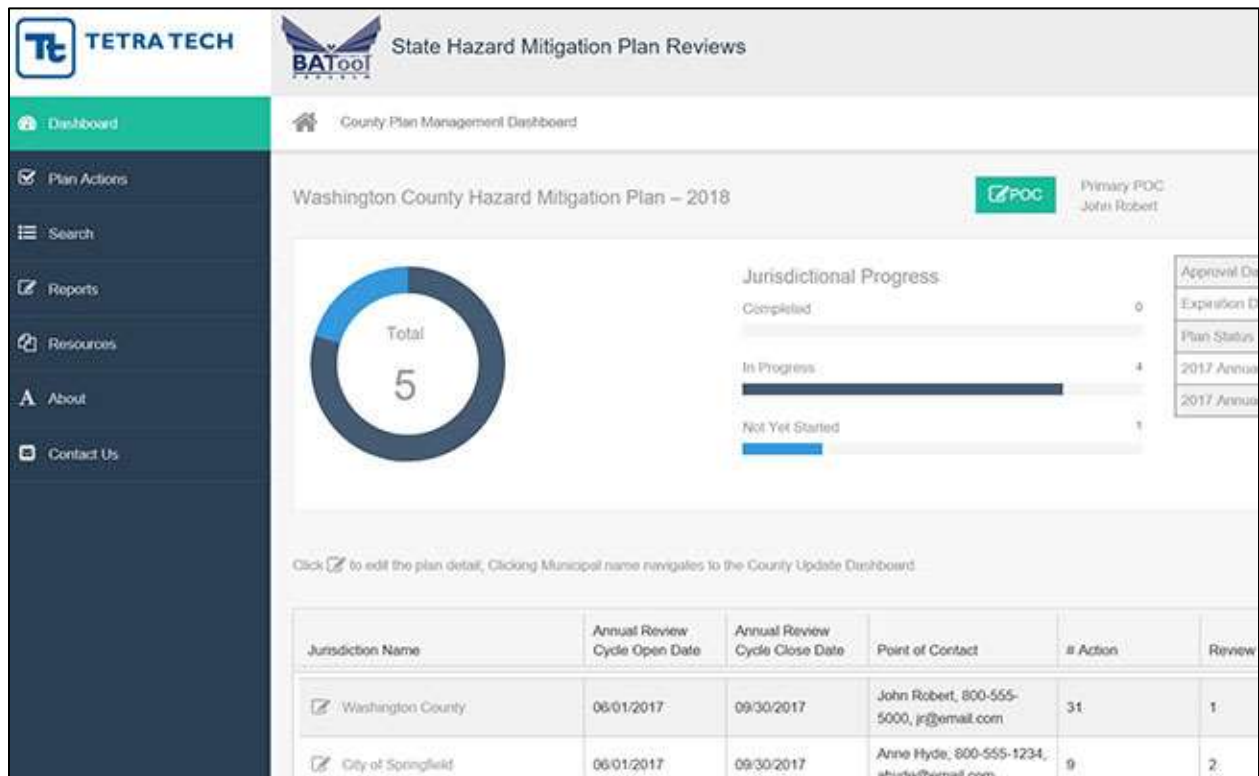 TETRA TECH
BATool
State Hazard Mitigation Plan Reviews
Dashboard
Plan Actions
Search
Reports
Resources
About
Contact Us
County Plan Management Dashboard
Washington County Hazard Mitigation Plan – 2018
POC
Primary POC
John Robert
Total
5
Jurisdictional Progress
Completed 0
In Progress 4
Not Yet Started 1
Approval Da
Expiration D
Plan Status
2017 Annua
2017 Annua
Click to edit the plan detail; Clicking Municipal name navigates to the County Update Dashboard
Jurisdiction Name
Annual Review
Cycle Open Date
Annual Review
Cycle Close Date
Point of Contact
# Action
Review
Washington County
06/01/2017
09/30/2017
John Robert, 800-555-
5000, jr@email.com
31
1
City of Springfield
06/01/2017
09/30/2017
Anne Hyde, 800-555-1234,
ahyde@email.com
9
2